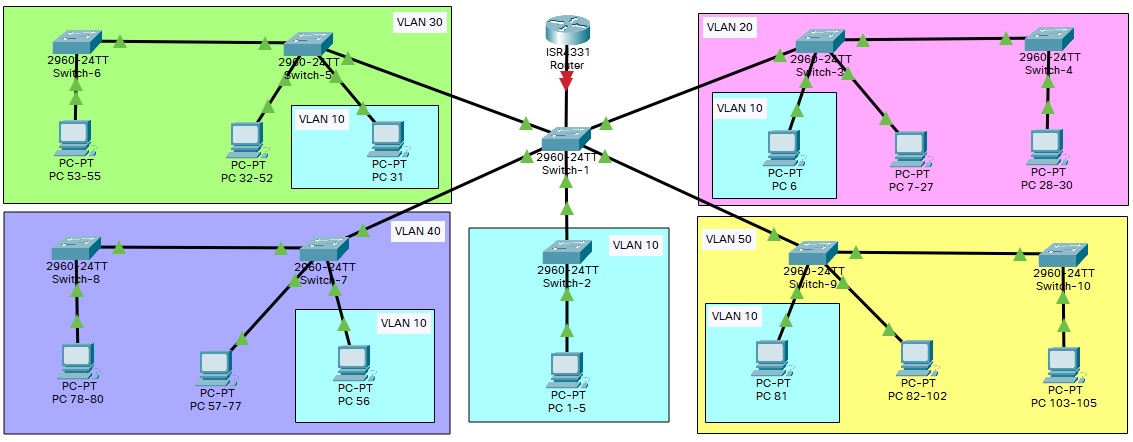 VLAN 30
2960-24TT
Switch-6
2960-24TT
Switch-5
VLAN 10
PC-PT
PC 53-55
PC-PT
PC 32-52
PC-PT
PC 31
ISR4331
Router
2960-24TT
Switch-1
VLAN 20
2960-24TT
Switch-3
2960-24TT
Switch-4
VLAN 10
PC-PT
PC 6
PC-PT
PC 7-27
PC-PT
PC 28-30
VLAN 40
2960-24TT
Switch-8
2960-24TT
Switch-7
VLAN 10
PC-PT
PC 78-80
PC-PT
PC 57-77
PC-PT
PC 56
VLAN 10
2960-24TT
Switch-2
PC-PT
PC 1-5
VLAN 50
2960-24TT
Switch-9
2960-24TT
Switch-10
VLAN 10
PC-PT
PC 81
PC-PT
PC 82-102
PC-PT
PC 103-105